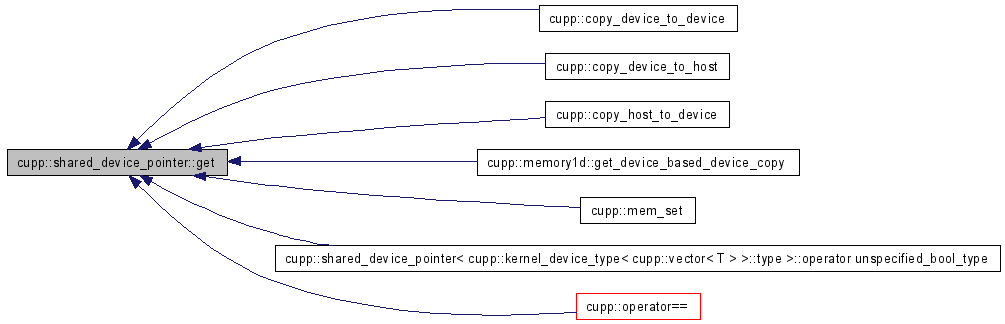 cupp::copy_device_to_device
cupp::copy_device_to_host
cupp::copy_host_to_device
cupp::shared_device_pointer::get
cupp::memory1d::get_device_based_device_copy
cupp::mem_set
cupp::shared_device_pointer< cupp::kernel_device_type< cupp::vector< T > >::type >::operator unspecified_bool_type
cupp::operator==